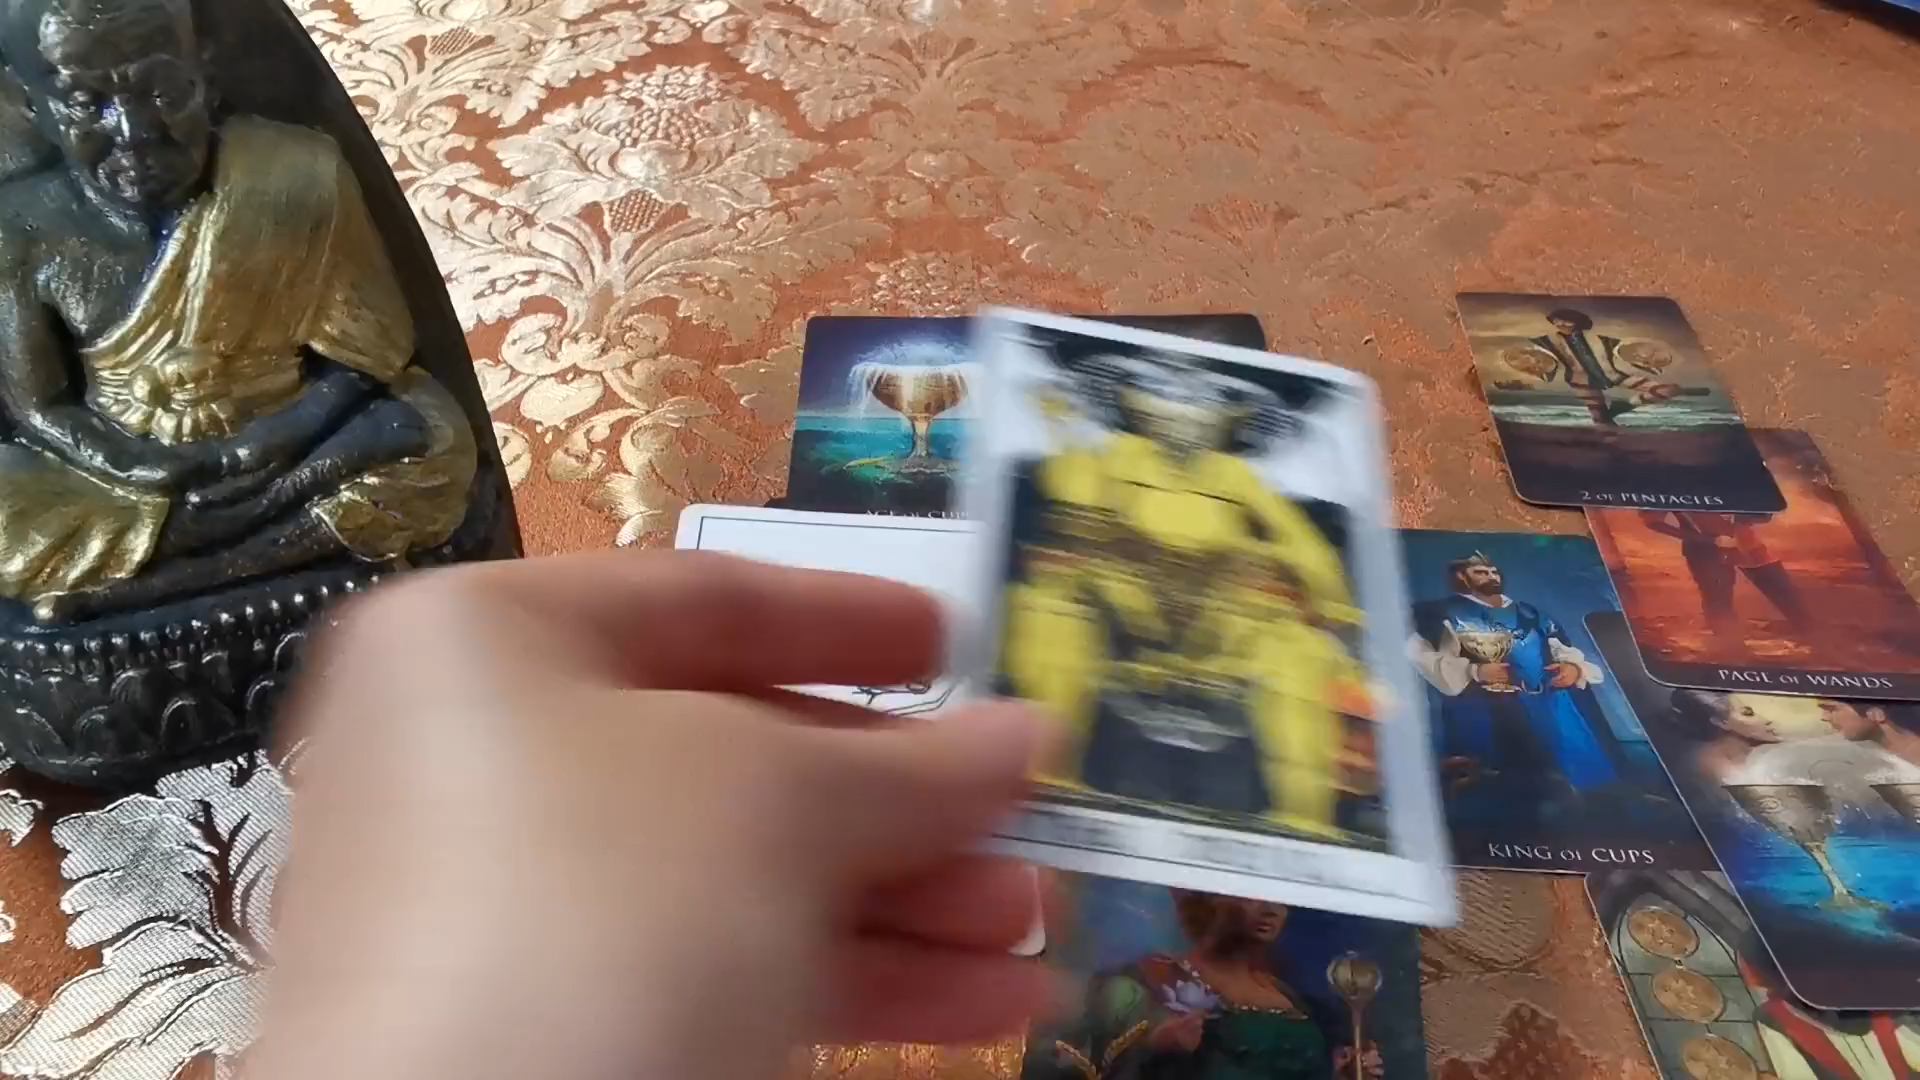 ACE OF CUPS
2 OF PENTACLES
PAGE OF WANDS
KING OF CUPS